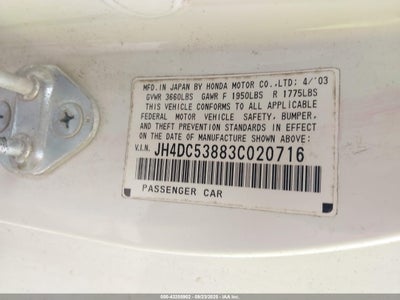 MFD. IN JAPAN BY HONDA MOTOR CO.,LTD: 4/'03
GVWR 3660LBS GAWR F 1950LBS R 1775LBS
THIS VEHICLE CONFORMS TO ALL APPLICABLE
FEDERAL MOTOR VEHICLE SAFETY, BUMPER,
AND THEFT PREVENTION STANDARDS IN EFFECT
ON THE DATE OF MANUFACTURE SHOWN ABOVE:
V.I.N. JH4DC53883C020716
PASSENGER CAR